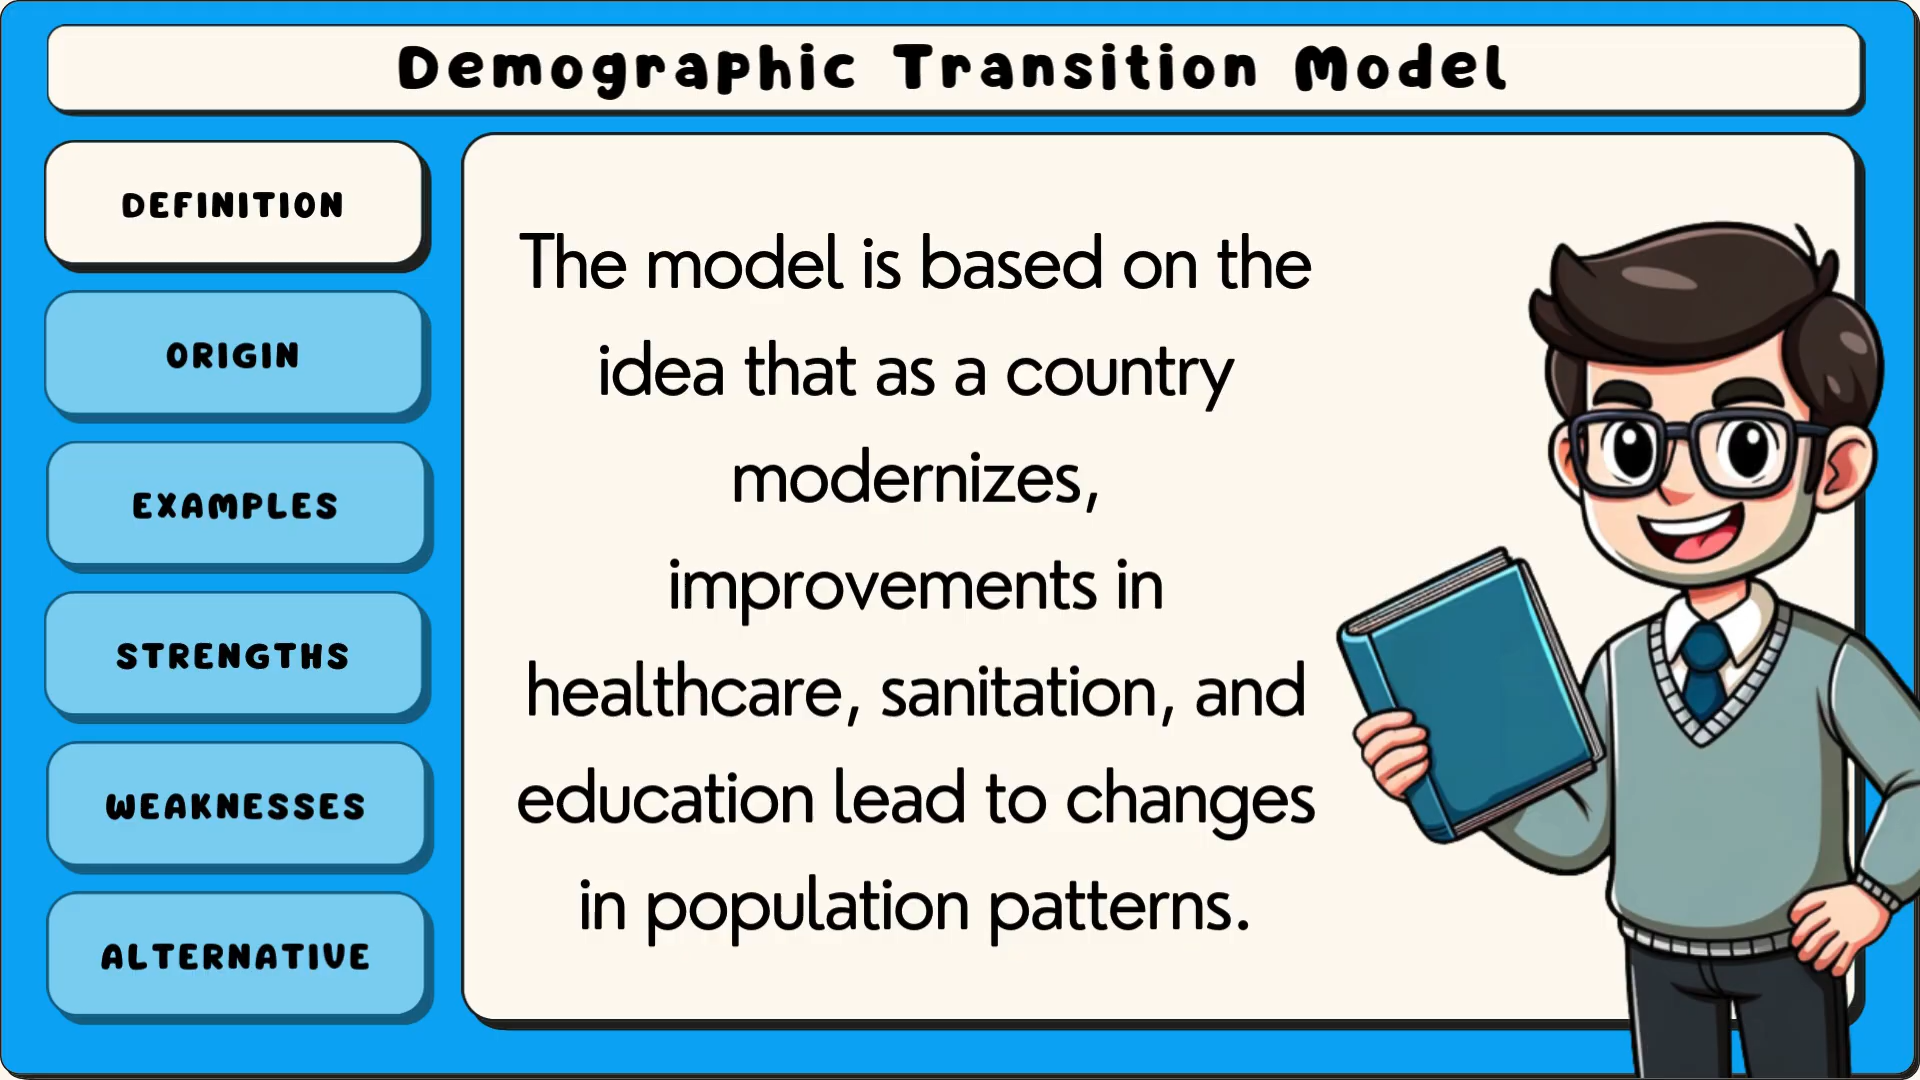 Demographic Transition Model
DEFINITION
ORIGIN
EXAMPLES
STRENGTHS
WEAKNESSES
ALTERNATIVE
The model is based on the
idea that as a country
modernizes,
improvements in
healthcare, sanitation, and
education lead to changes
in population patterns.